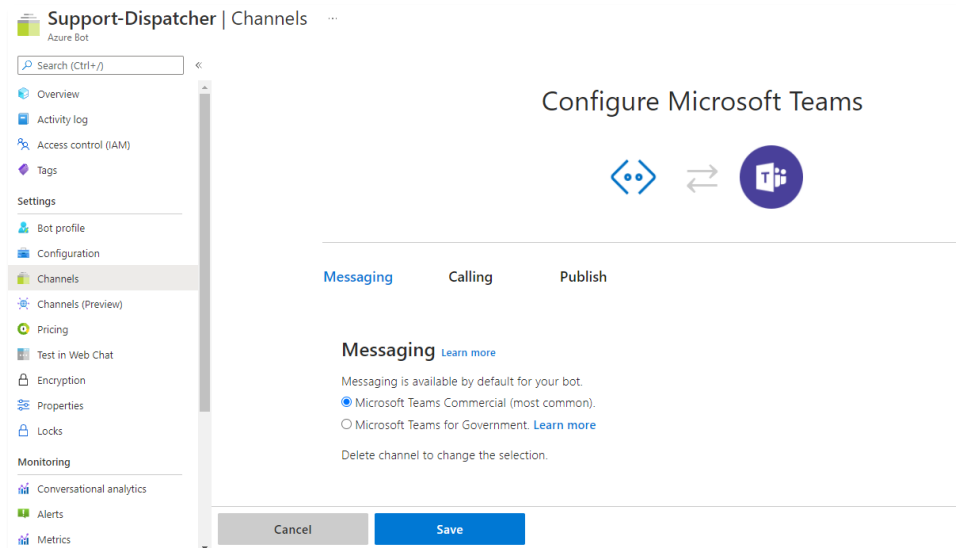 Support-Dispatcher | Channels ...
Azure Bot
Search (Ctrl+/)
«
Overview
Activity log
Access control (IAM)
Tags
Settings
Bot profile
Configuration
Channels
Channels (Preview)
Pricing
Test in Web Chat
Encryption
Properties
Locks
Monitoring
Conversational analytics
Alerts
Metrics
Configure Microsoft Teams
T
Messaging Calling Publish
Messaging Learn more
Messaging is available by default for your bot.
Microsoft Teams Commercial (most common).
Microsoft Teams for Government. Learn more
Delete channel to change the selection.
Cancel Save